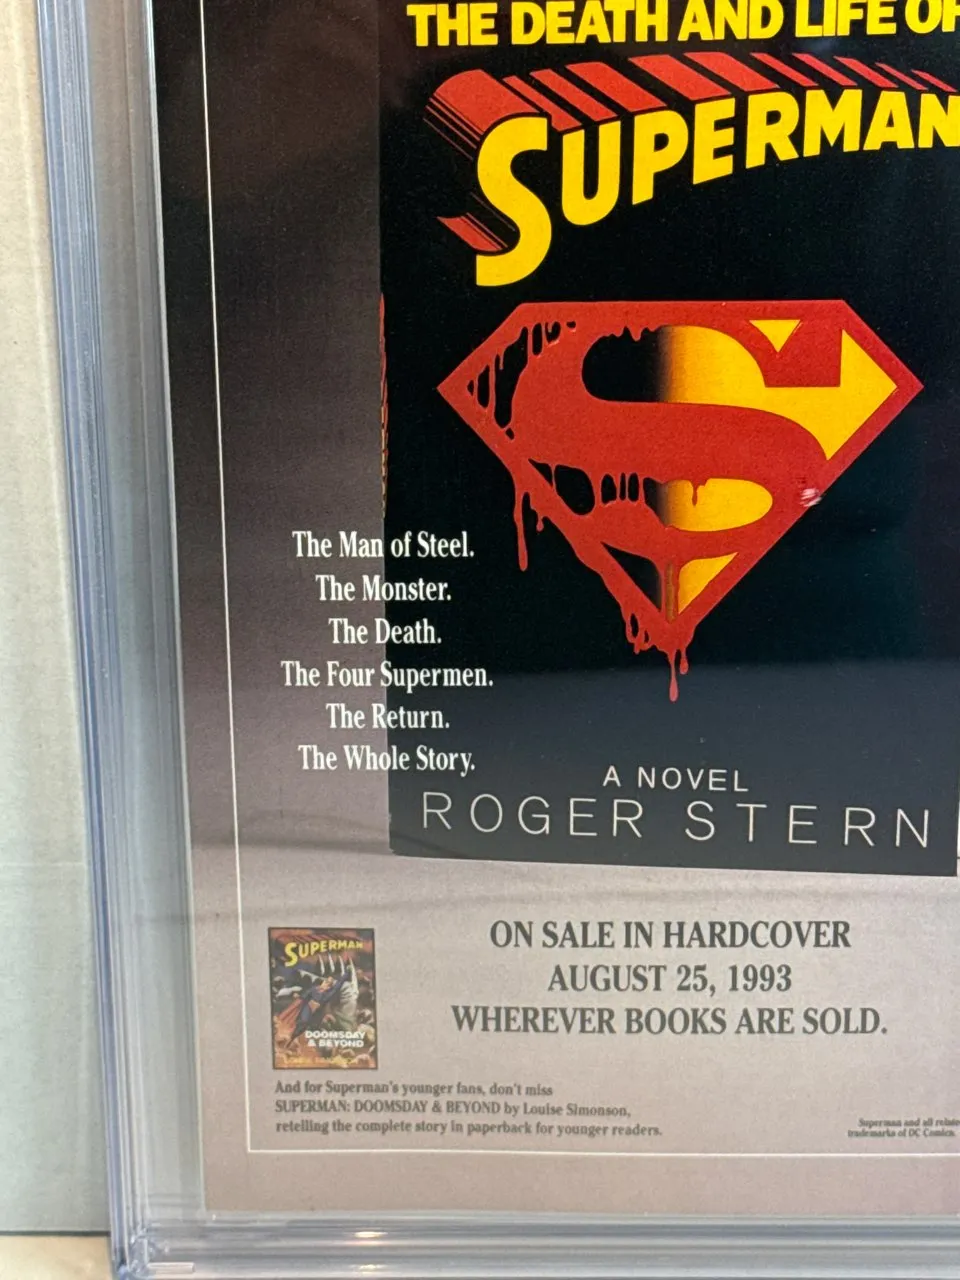 THE DEATH AND LIFE OF
SUPERMAN
The Man of Steel.
The Monster.
The Death.
The Four Supermen.
The Return.
The Whole Story.
A NOVEL
ROGER STERN
ON SALE IN HARDCOVER
AUGUST 25, 1993
WHEREVER BOOKS ARE SOLD.
SUPERMAN
DOOMSDAY
& BEYOND
And for Superman's younger fans, don't miss
SUPERMAN: DOOMSDAY & BEYOND by Louise Simonson,
retelling the complete story in paperback for younger readers.
Superman and all
trademarks of DC Comics.